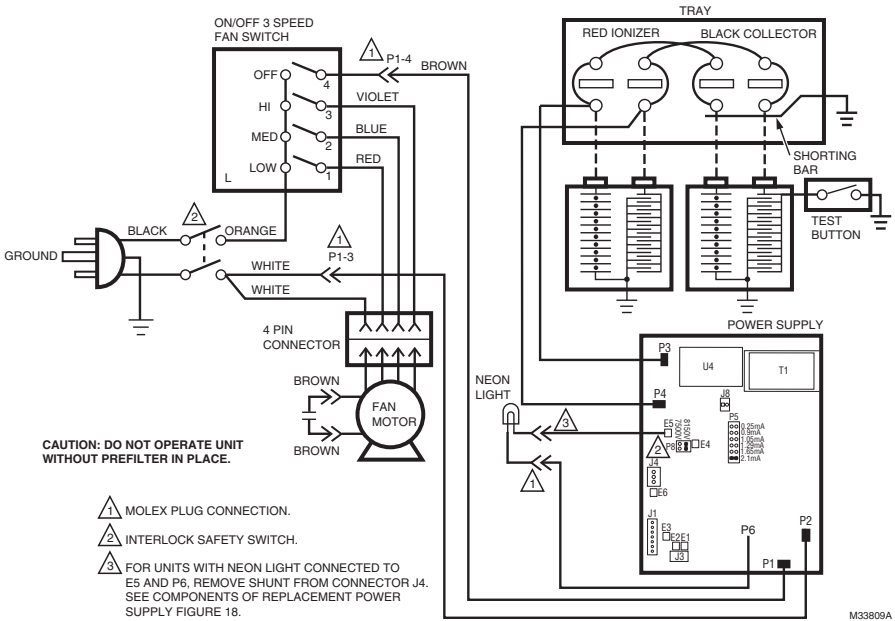 ON/OFF 3 SPEED
FAN SWITCH
OFF
HI
MED
LOW
L
4
3
2
1
1
P1-4
BROWN
VIOLET
BLUE
RED
TRAY
RED IONIZER
BLACK COLLECTOR
SHORTING
BAR
TEST
BUTTON
GROUND
BLACK
2
ORANGE
WHITE
WHITE
1
P1-3
4 PIN
CONNECTOR
BROWN
BROWN
FAN
MOTOR
NEON
LIGHT
3
1
POWER SUPPLY
P3
U4
T1
P4
J8
P5
0.25mA
0.9mA
1.05mA
1.29mA
1.65mA
2.1mA
E5
2
8150V
7500V
P8
E4
J4
E6
J1
E3
E2E1
J3
P6
P2
P1
CAUTION: DO NOT OPERATE UNIT
WITHOUT PREFILTER IN PLACE.
1 MOLEX PLUG CONNECTION.
2 INTERLOCK SAFETY SWITCH.
3 FOR UNITS WITH NEON LIGHT CONNECTED TO
E5 AND P6, REMOVE SHUNT FROM CONNECTOR J4.
SEE COMPONENTS OF REPLACEMENT POWER
SUPPLY FIGURE 18.
M33809A